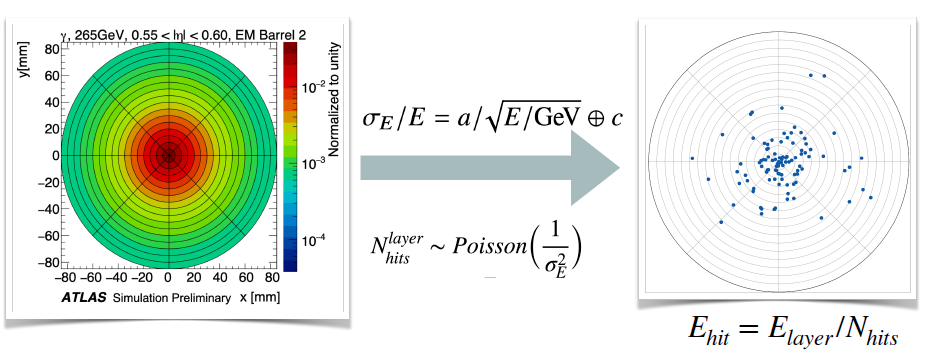 γ, 265GeV, 0.55 < |η| < 0.60, EM Barrel 2
y[mm]
80
60
40
20
0
−20
−40
−60
−80
−80 −60 −40 −20 0 20 40 60 80
ATLAS Simulation Preliminary x [mm]
10⁻²
10⁻³
10⁻⁴
Normalized to unity
σ_E/E = a/√(E/GeV) ⊕ c
N_hits^layer ~ Poisson(1/σ_E²)
E_hit = E_layer/N_hits